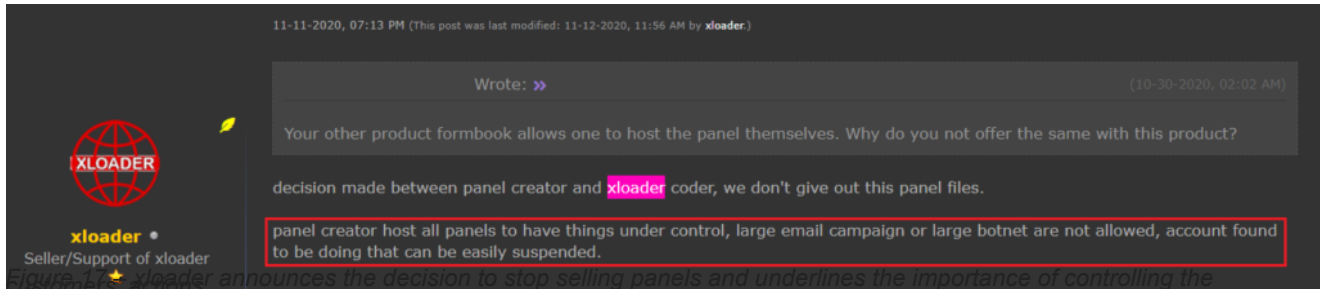 11-11-2020, 07:13 PM (This post was last modified: 11-12-2020, 11:56 AM by xloader.)
Wrote: » (10-30-2020, 02:02 AM)
Your other product formbook allows one to host the panel themselves. Why do you not offer the same with this product?
XLOADER
decision made between panel creator and xloader coder, we don't give out this panel files.
xloader
Seller/Support of xloader
panel creator host all panels to have things under control, large email campaign or large botnet are not allowed, account found
to be doing that can be easily suspended.
Figure 17 – xloader announces the decision to stop selling panels and underlines the importance of controlling the
customers' actions